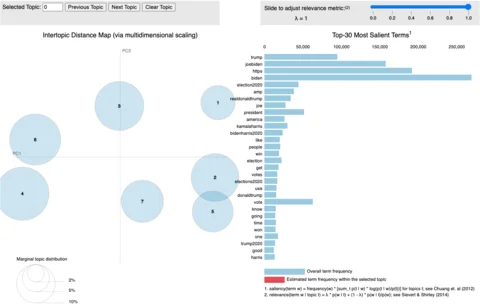 Selected Topic: 0 Previous Topic Next Topic Clear Topic
Slide to adjust relevance metric:(2)
λ = 1
0.0 0.2 0.4 0.6 0.8 1.0
Intertopic Distance Map (via multidimensional scaling)
PC2
PC1
3
1
6
4
2
5
7
Marginal topic distribution
2%
5%
10%
Top-30 Most Salient Terms1
0 50,000 100,000 150,000 200,000 250,000
trump
joebiden
https
biden
election2020
amp
realdonaldtrump
president
america
kamalaharris
bidenharris2020
like
people
win
election
votes
elections2020
usa
donaldtrump
vote
know
going
time
won
trump2020
good
harris
Overall term frequency
Estimated term frequency within the selected topic
1. saliency(term w) = frequency(w) * [sum_t p(t | w) * log(p(t | w)/p(t))] for topics t; see Chuang et. al (2012)
2. relevance(term w | topic t) = λ * p(w | t) + (1 - λ) * p(w | t)/p(w); see Sievert & Shirley (2014)